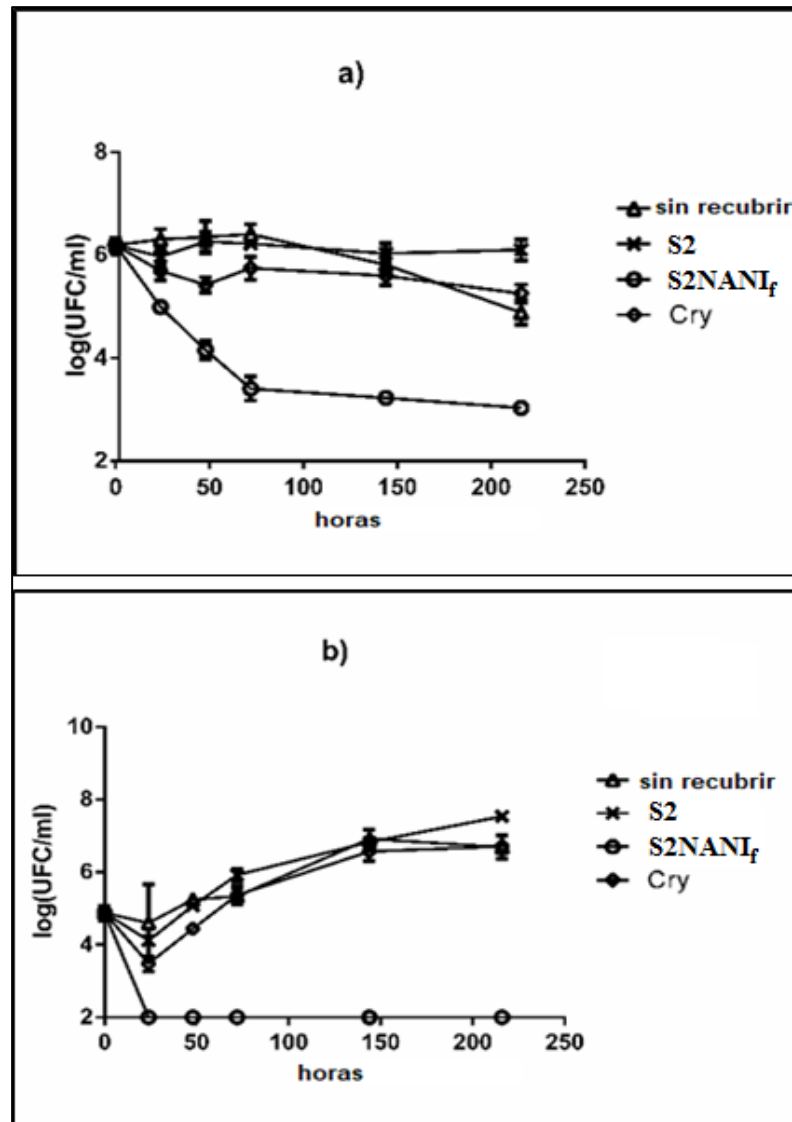 a)
log(UFC/ml)
8
6
4
2
0
50
100
150
200
250
horas
sin recubrir
S2
S2NANIf
Cry
b)
log(UFC/ml)
10
8
6
4
2
0
50
100
150
200
250
horas
sin recubrir
S2
S2NANIf
Cry